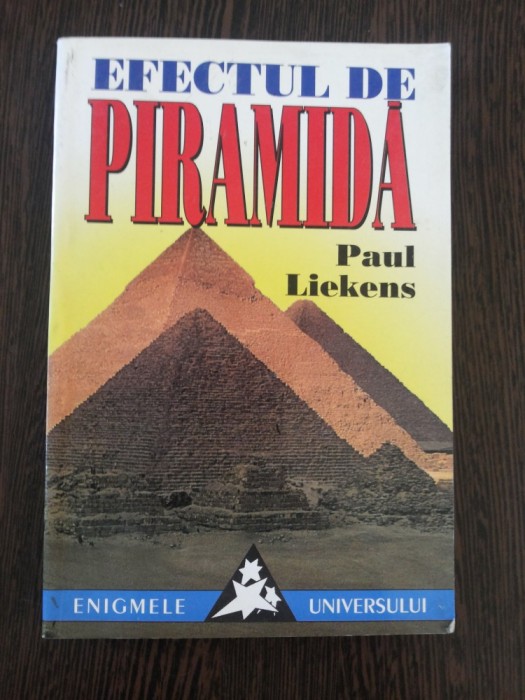 EFECTUL DE
PIRAMIDĂ
Paul
Liekens
ENIGMELE UNIVERSULUI